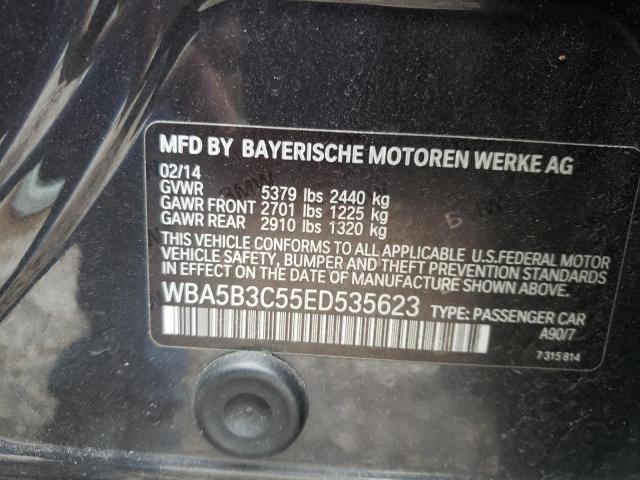 MFD BY BAYERISCHE MOTOREN WERKE AG
02/14
GVWR 5379 lbs 2440 kg
GAWR FRONT 2701 lbs 1225 kg
GAWR REAR 2910 lbs 1320 kg
THIS VEHICLE CONFORMS TO ALL APPLICABLE U.S.FEDERAL MOTOR
VEHICLE SAFETY, BUMPER AND THEFT PREVENTION STANDARDS
IN EFFECT ON THE DATE OF MANUFACTURE SHOWN ABOVE.
WBA5B3C55ED535623 TYPE: PASSENGER CAR
A90/7
7 315 814